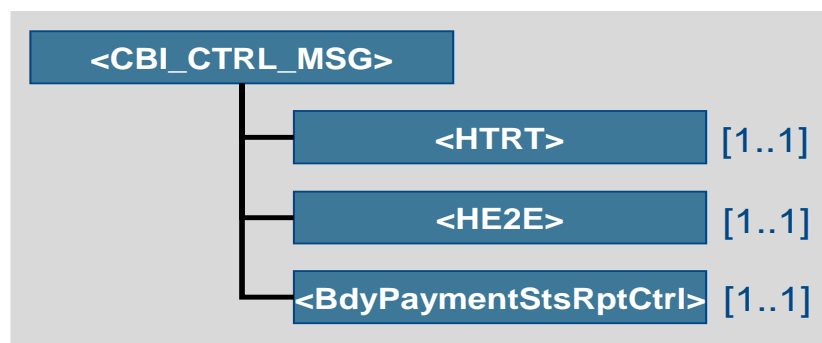 <CBI_CTRL_MSG>
<HTRT> [1..1]
<HE2E> [1..1]
<BdyPaymentStsRptCtrl> [1..1]